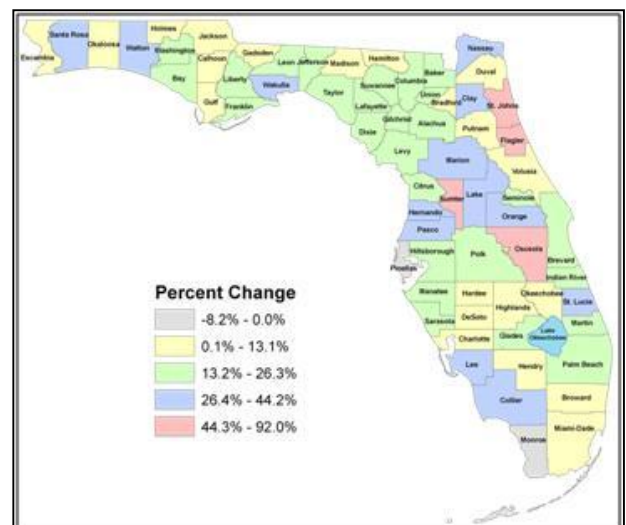 Holmes
Jackson
Santa Rosa
Okaloosa
Walton
Washington
Escambia
Calhoun
Gadsden
Leon
Jefferson
Madison
Hamilton
Nassau
Bay
Liberty
Wakulla
Taylor
Suwannee
Columbia
Baker
Duval
Gulf
Franklin
Lafayette
Union
Bradford
Clay
St. Johns
Gilchrist
Alachua
Putnam
Dixie
Flagler
Levy
Marion
Volusia
Citrus
Sumter
Lake
Seminole
Hernando
Orange
Pasco
Hillsborough
Polk
Osceola
Brevard
Pinellas
Indian River
Percent Change
-8.2% - 0.0%
0.1% - 13.1%
13.2% - 26.3%
26.4% - 44.2%
44.3% - 92.0%
Manatee
Hardee
Okeechobee
Highlands
St. Lucie
Sarasota
DeSoto
Martin
Charlotte
Glades
Lake
Okeechobee
Lee
Hendry
Palm Beach
Collier
Broward
Miami-Dade
Monroe